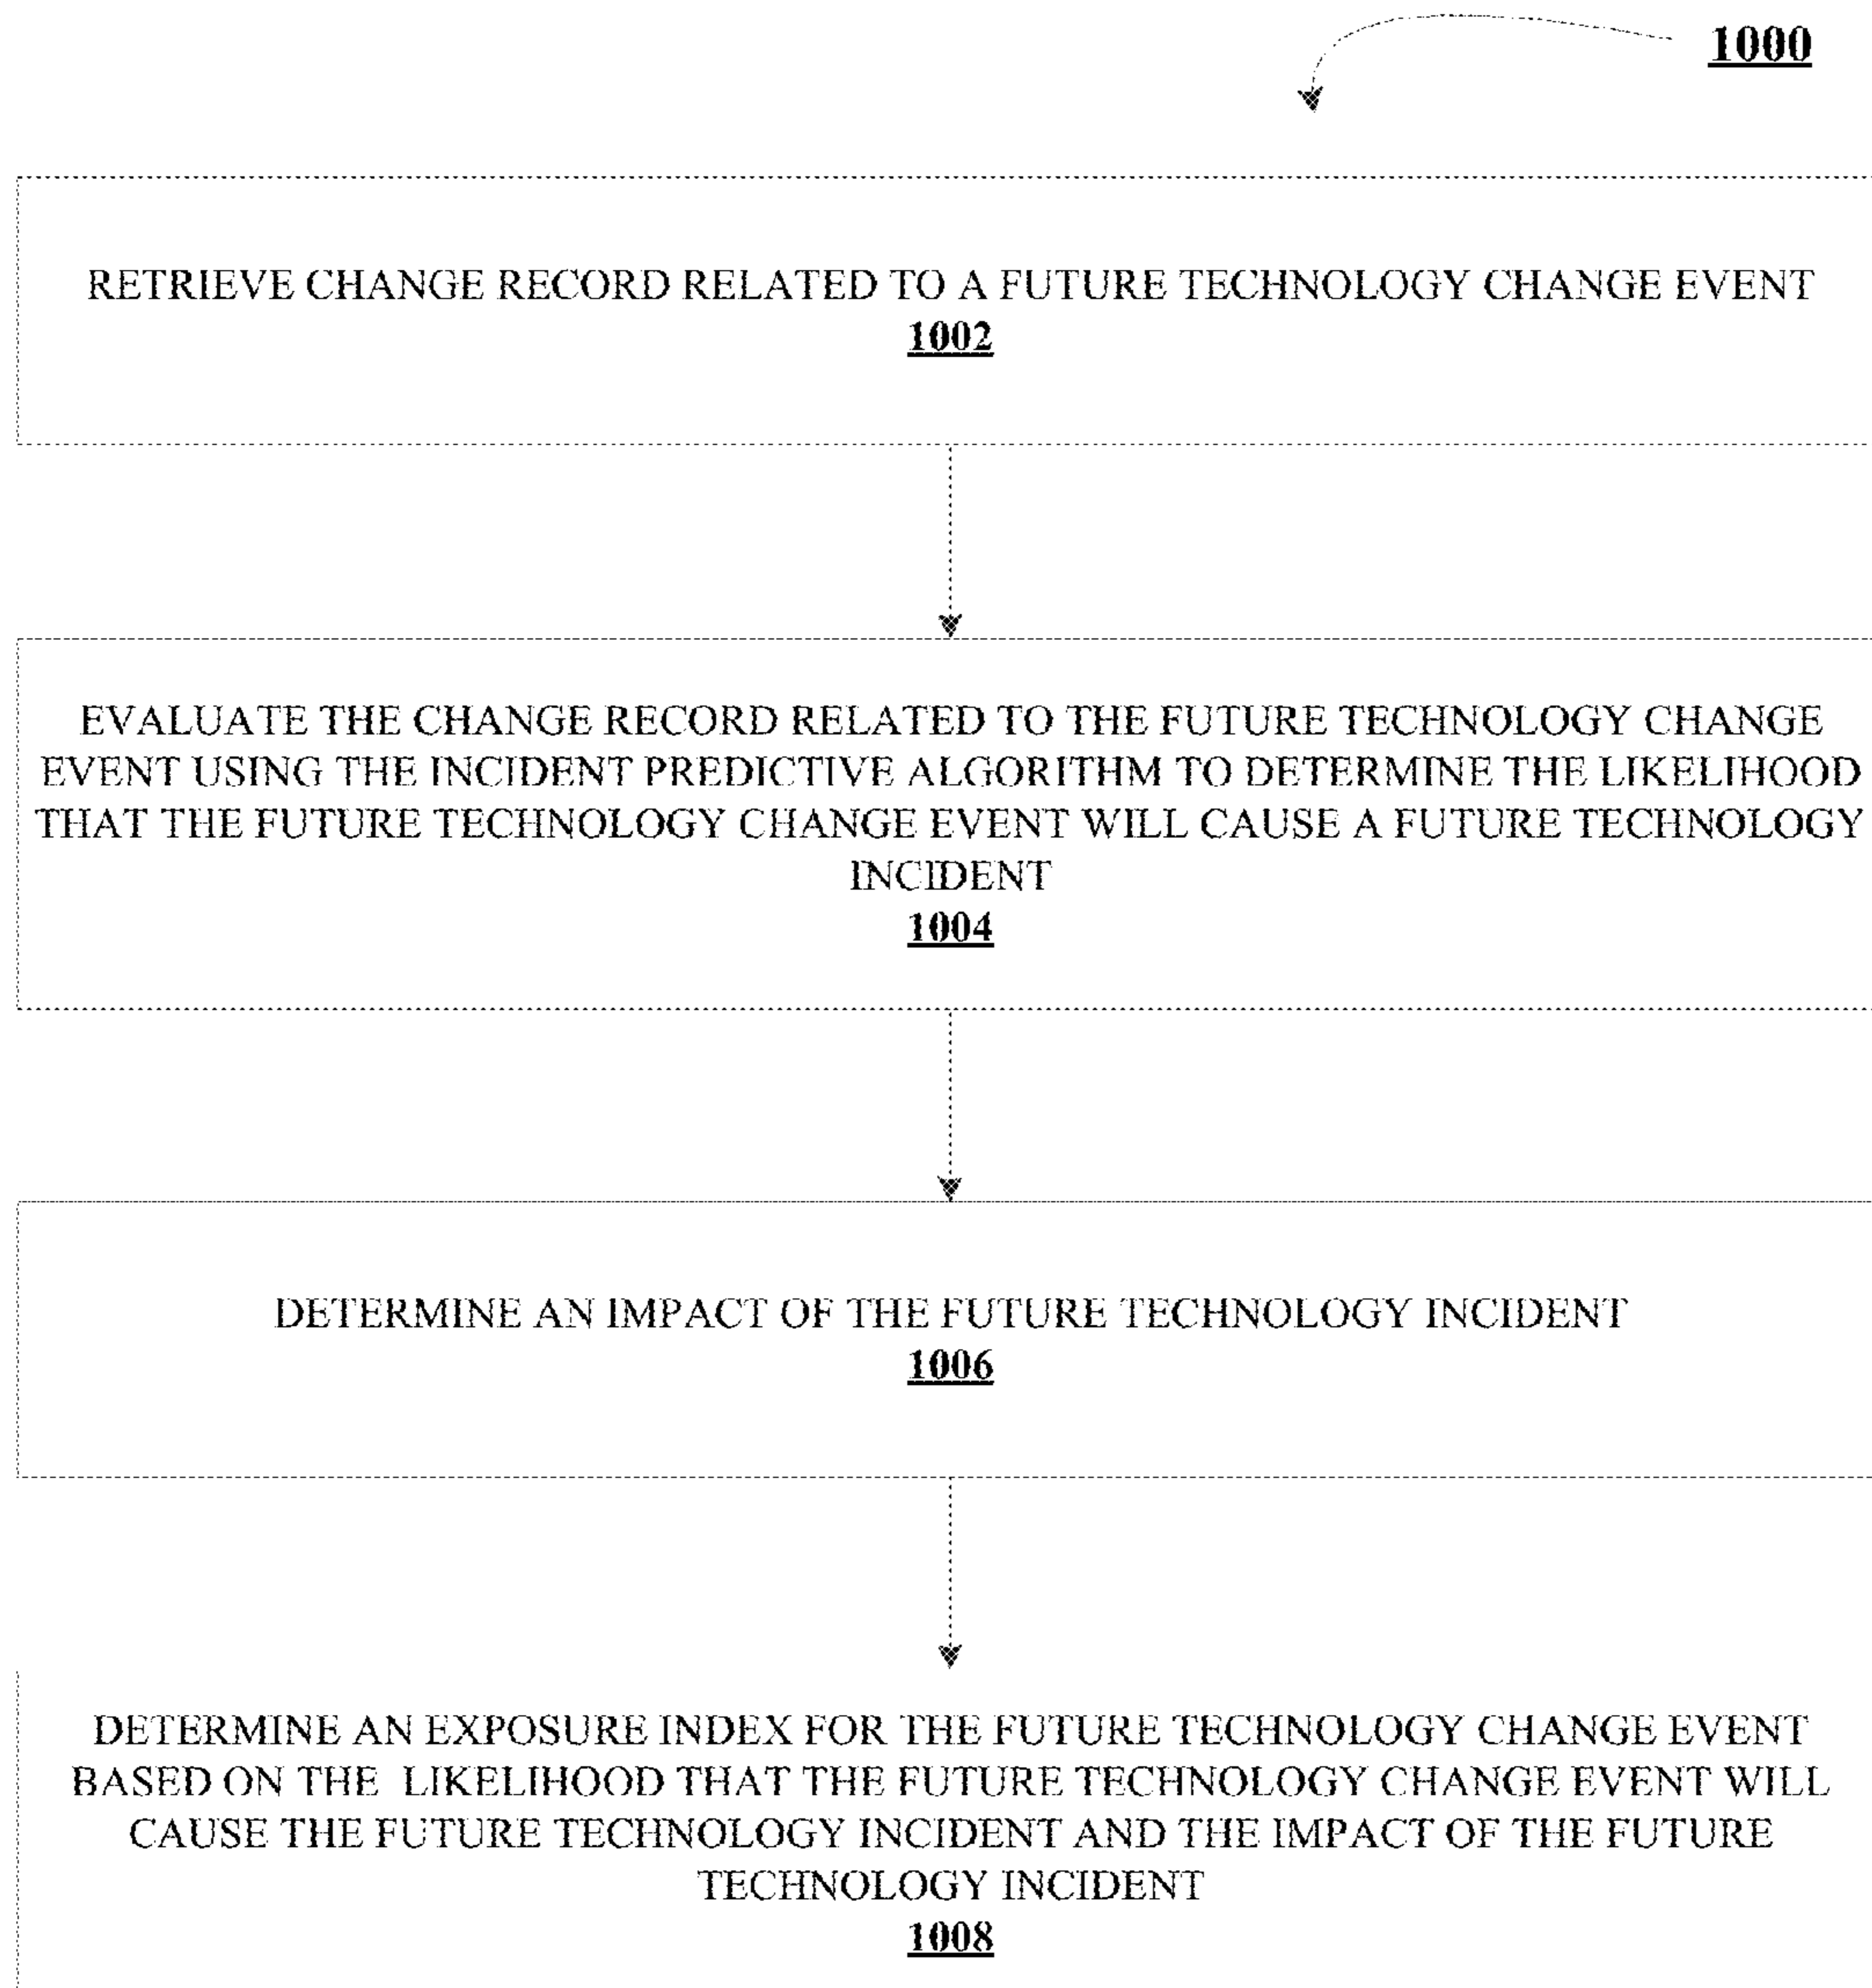 1000
RETRIEVE CHANGE RECORD RELATED TO A FUTURE TECHNOLOGY CHANGE EVENT
1002
EVALUATE THE CHANGE RECORD RELATED TO THE FUTURE TECHNOLOGY CHANGE
EVENT USING THE INCIDENT PREDICTIVE ALGORITHM TO DETERMINE THE LIKELIHOOD
THAT THE FUTURE TECHNOLOGY CHANGE EVENT WILL CAUSE A FUTURE TECHNOLOGY
INCIDENT
1004
DETERMINE AN IMPACT OF THE FUTURE TECHNOLOGY INCIDENT
1006
DETERMINE AN EXPOSURE INDEX FOR THE FUTURE TECHNOLOGY CHANGE EVENT
BASED ON THE LIKELIHOOD THAT THE FUTURE TECHNOLOGY CHANGE EVENT WILL
CAUSE THE FUTURE TECHNOLOGY INCIDENT AND THE IMPACT OF THE FUTURE
TECHNOLOGY INCIDENT
1008